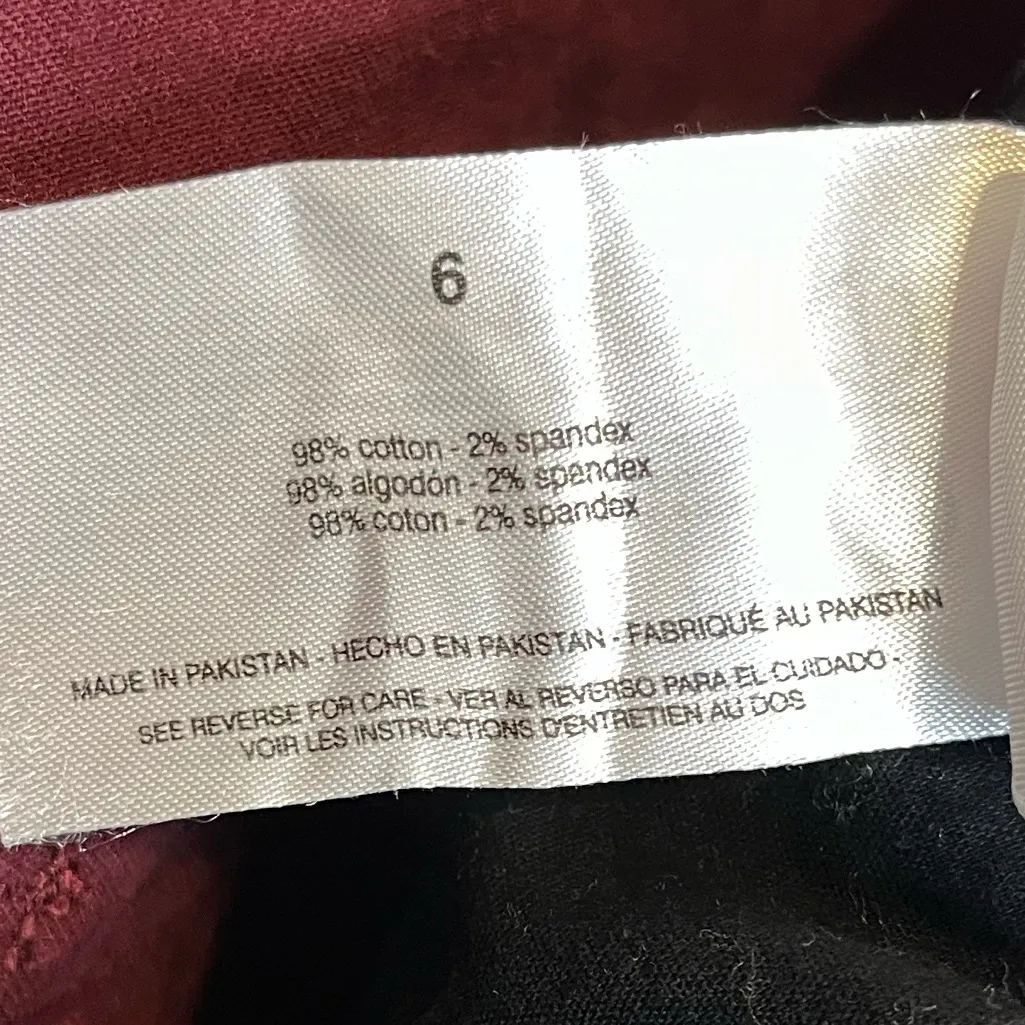 6
98% cotton - 2% spandex
98% algodón - 2% spandex
98% coton - 2% spandex
MADE IN PAKISTAN - HECHO EN PAKISTAN - FABRIQUÉ AU PAKISTAN
SEE REVERSE FOR CARE - VER AL REVERSO PARA EL CUIDADO -
VOIR LES INSTRUCTIONS D'ENTRETIEN AU DOS